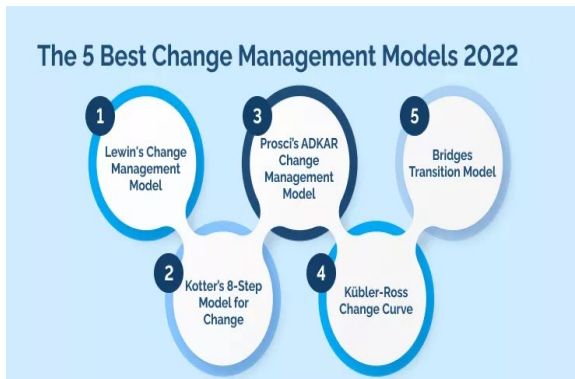 The 5 Best Change Management Models 2022
1
Lewin's Change
Management
Model
2
Kotter's 8-Step
Model for
Change
3
Prosci's ADKAR
Change
Management
Model
4
Kübler-Ross
Change Curve
5
Bridges
Transition Model